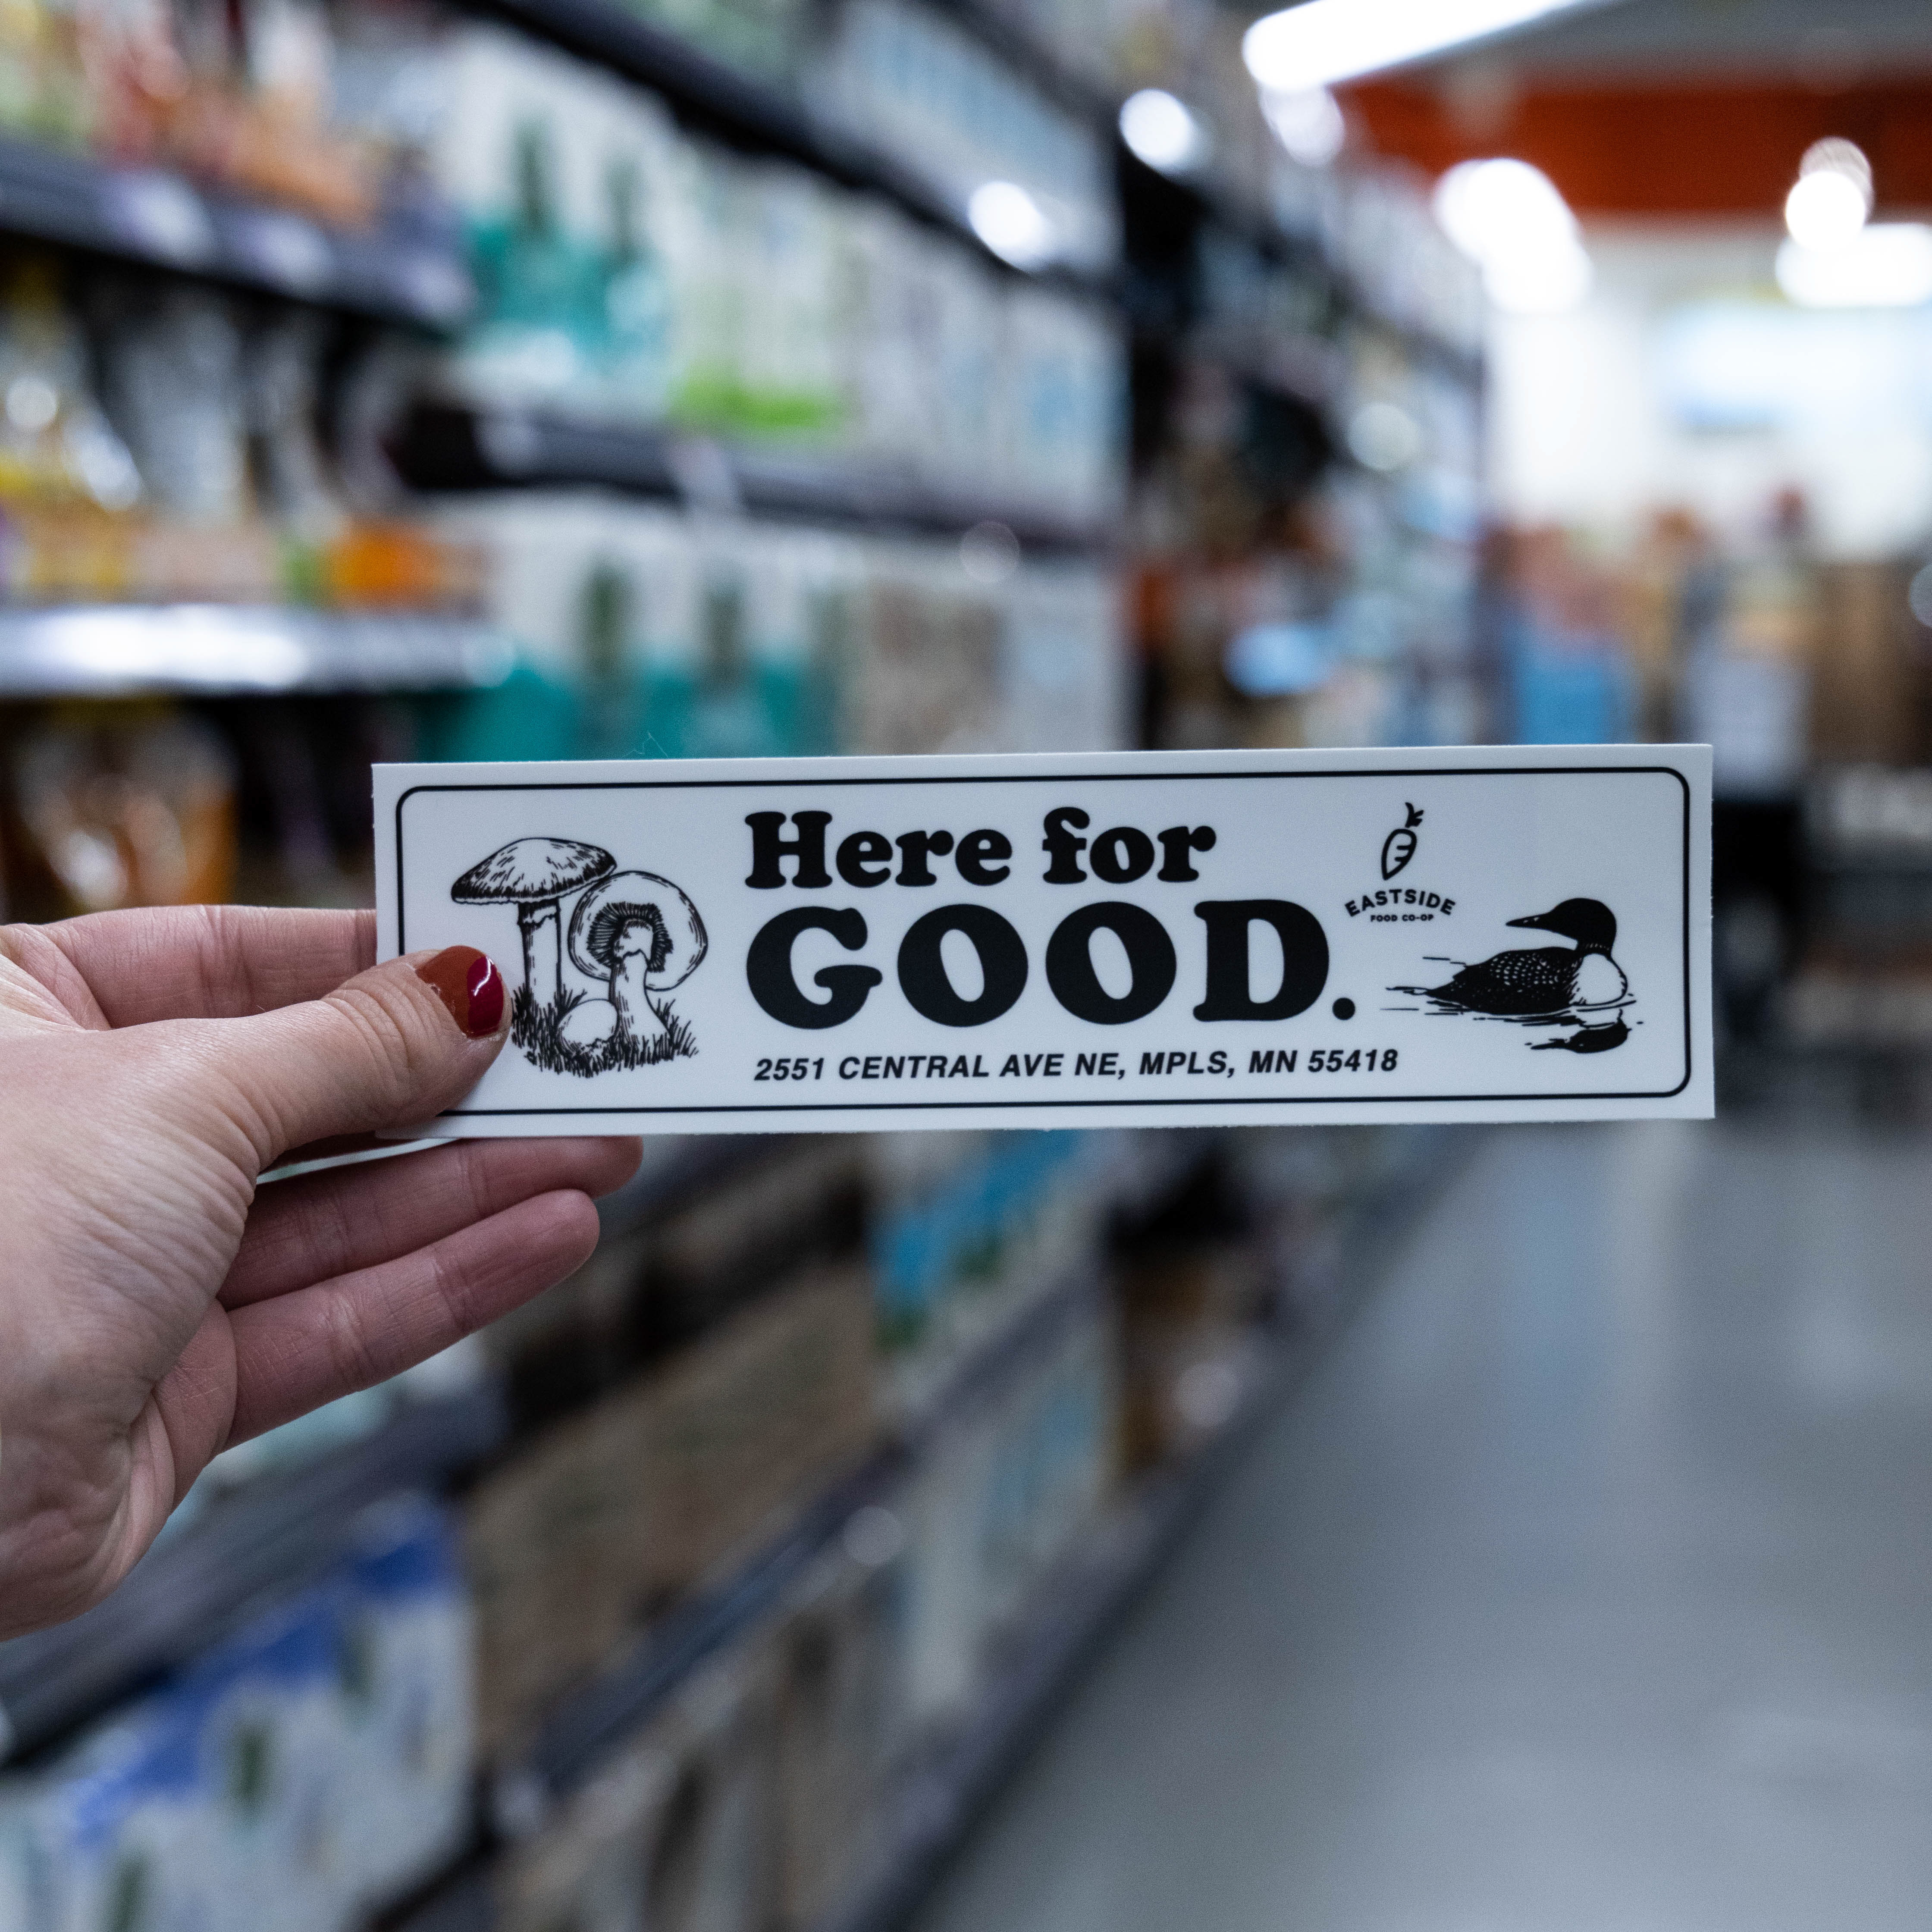 Here for
GOOD.
EASTSIDE
FOOD CO-OP
2551 CENTRAL AVE NE, MPLS, MN 55418